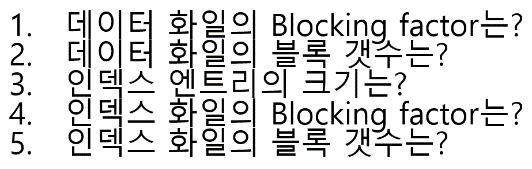 1. 데이터 화일의 Blocking factor는?
2. 데이터 화일의 블록 갯수는?
3. 인덱스 엔트리의 크기는?
4. 인덱스 화일의 Blocking factor는?
5. 인덱스 화일의 블록 갯수는?